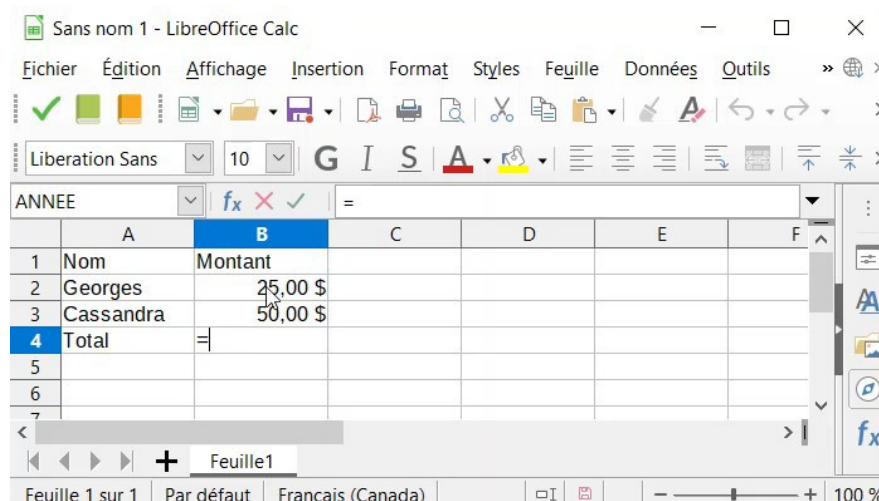 Sans nom 1 - LibreOffice Calc
Fichier Édition Affichage Insertion Format Styles Feuille Données Outils »
Liberation Sans 10 G I S A
ANNEE fx =
A B C D E F
1 Nom Montant
2 Georges 25,00 $
3 Cassandra 50,00 $
4 Total =
5
6
7
Feuille1
Feuille 1 sur 1 Par défaut Français (Canada) 100 %